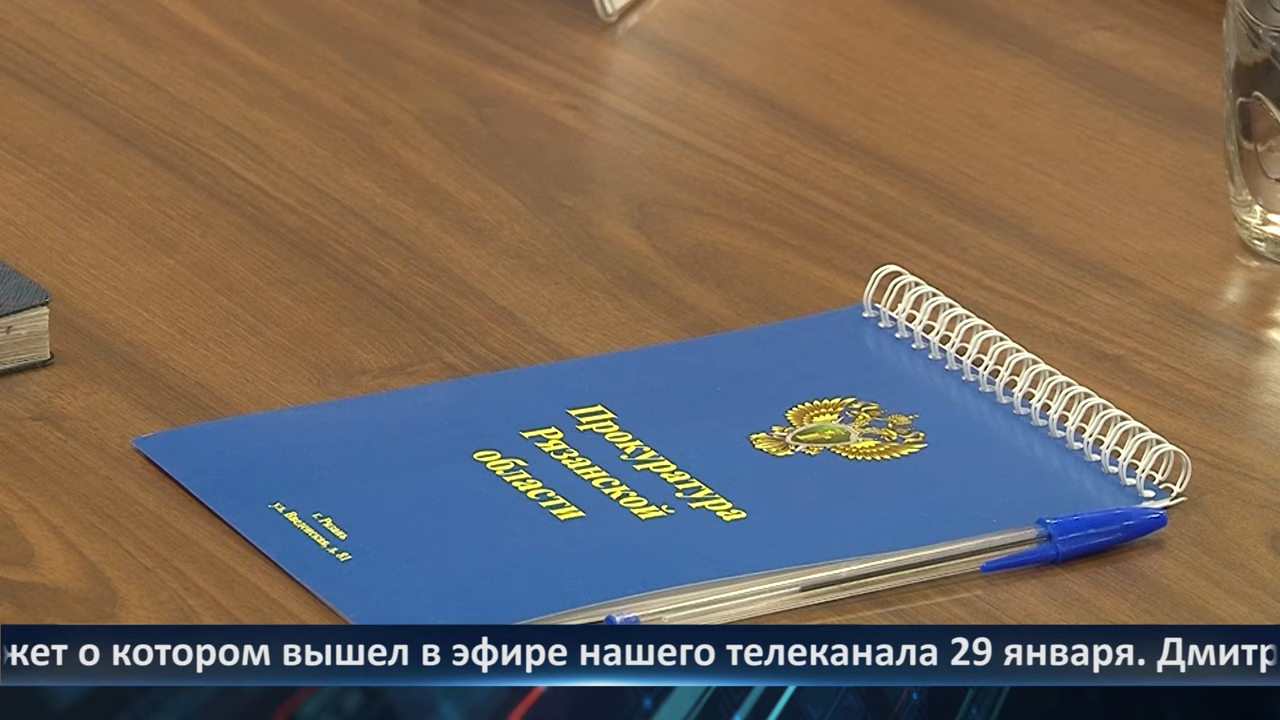 Прокуратура
Рязанской
области
г. Рязань
ул. Введенская, д. 81
жет о котором вышел в эфире нашего телеканала 29 января. Дмитр